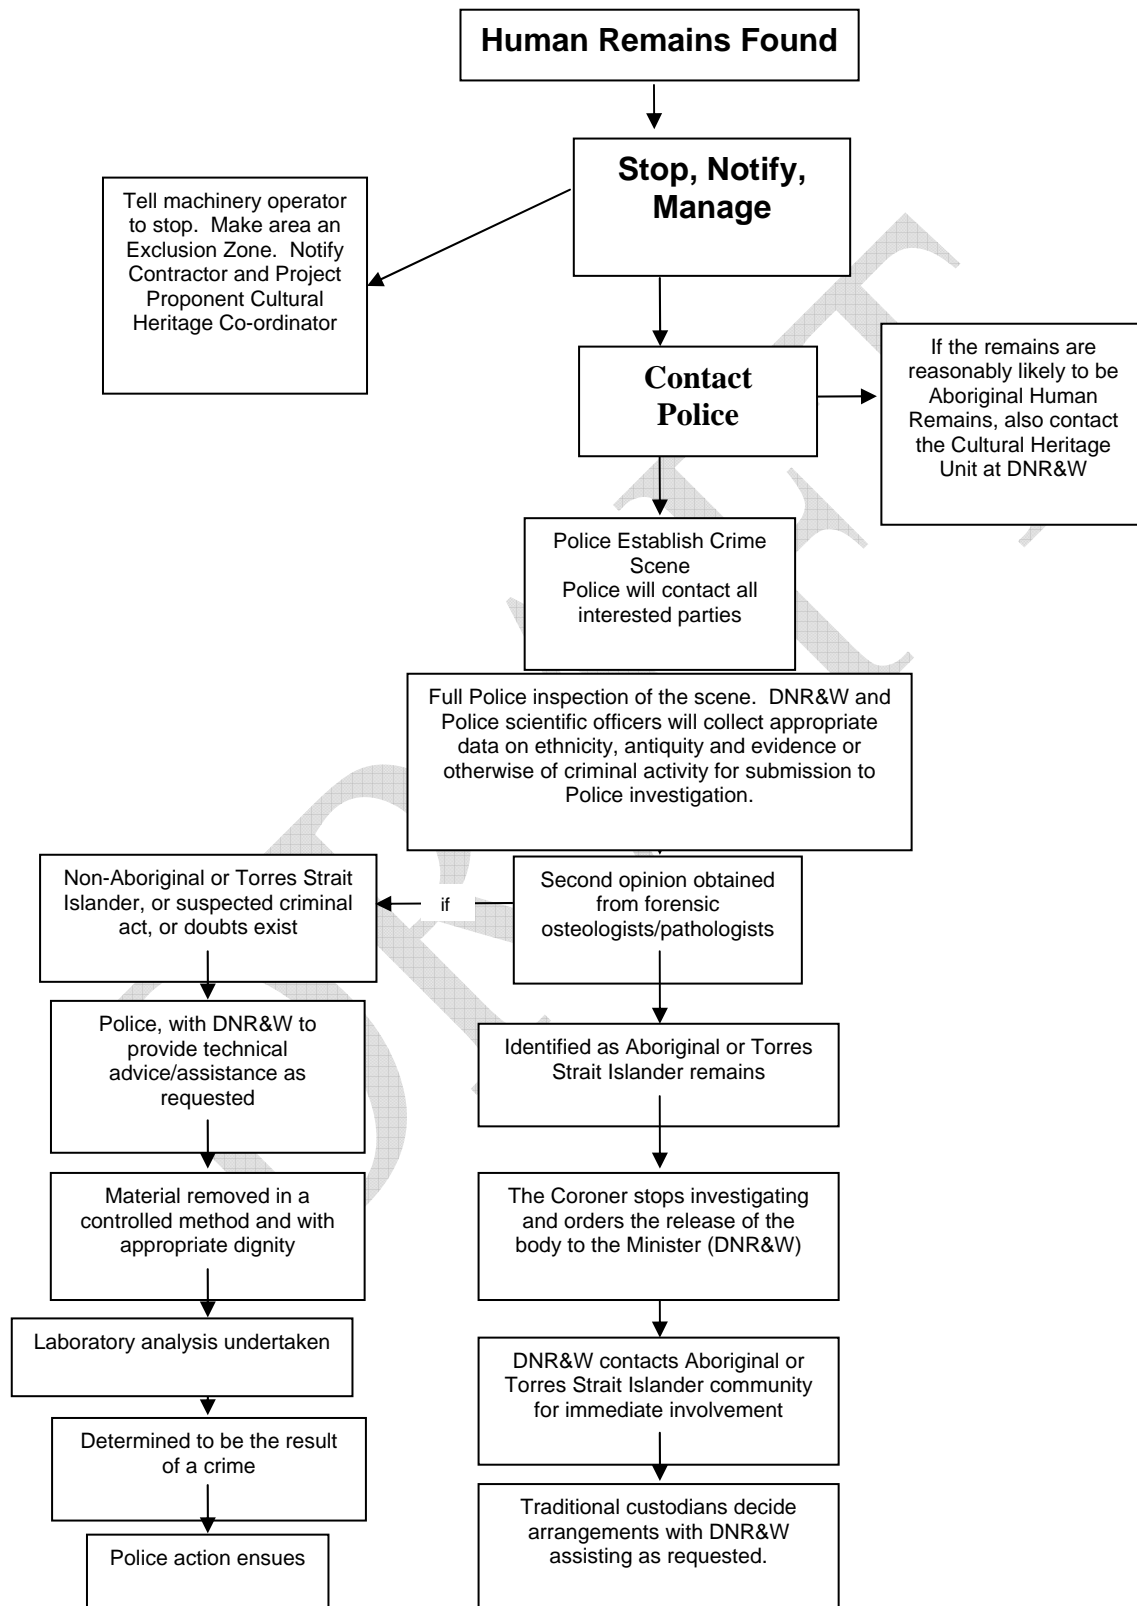 Human Remains Found
Stop, Notify,
Manage
Tell machinery operator
to stop.  Make area an
Exclusion Zone.  Notify
Contractor and Project
Proponent Cultural
Heritage Co-ordinator
Contact
Police
If the remains are
reasonably likely to be
Aboriginal Human
Remains, also contact
the Cultural Heritage
Unit at DNR&W
Police Establish Crime
Scene
Police will contact all
interested parties
Full Police inspection of the scene.  DNR&W and
Police scientific officers will collect appropriate
data on ethnicity, antiquity and evidence or
otherwise of criminal activity for submission to
Police investigation.
Non-Aboriginal or Torres Strait
Islander, or suspected criminal
act, or doubts exist
if
Second opinion obtained
from forensic
osteologists/pathologists
Police, with DNR&W to
provide technical
advice/assistance as
requested
Identified as Aboriginal or Torres
Strait Islander remains
Material removed in a
controlled method and with
appropriate dignity
The Coroner stops investigating
and orders the release of the
body to the Minister (DNR&W)
Laboratory analysis undertaken
DNR&W contacts Aboriginal or
Torres Strait Islander community
for immediate involvement
Determined to be the result
of a crime
Traditional custodians decide
arrangements with DNR&W
assisting as requested.
Police action ensues
DRAFT